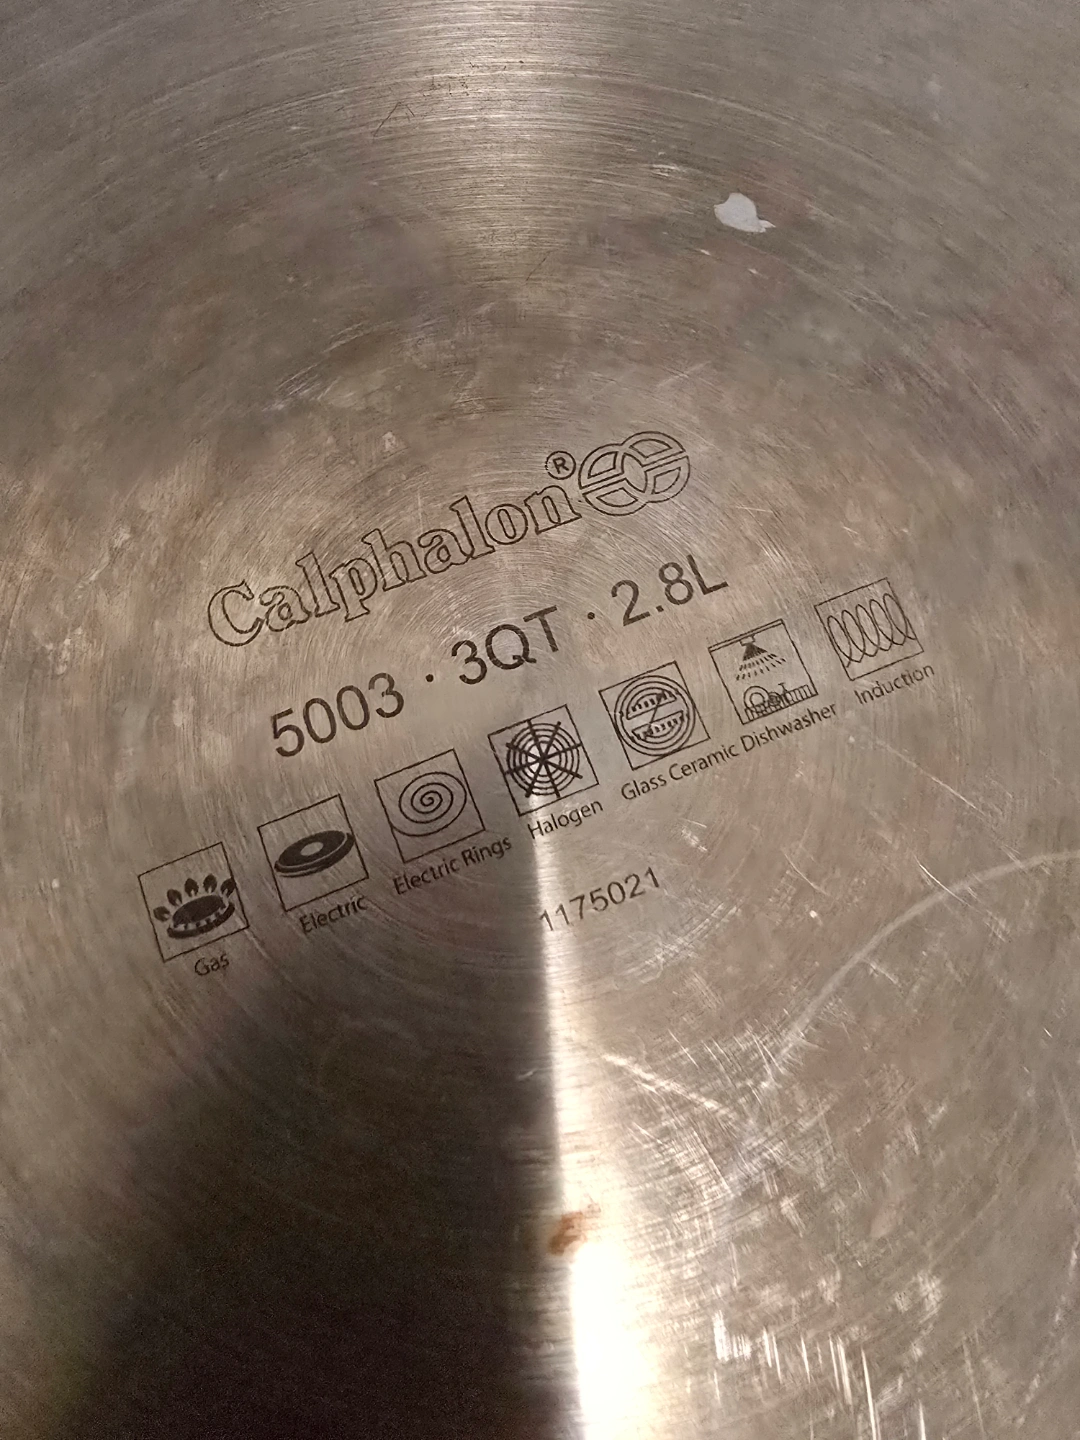 Calphalon®
5003 · 3QT · 2.8L
Gas Electric Electric Rings Halogen Glass Ceramic Dishwasher Induction
1175021